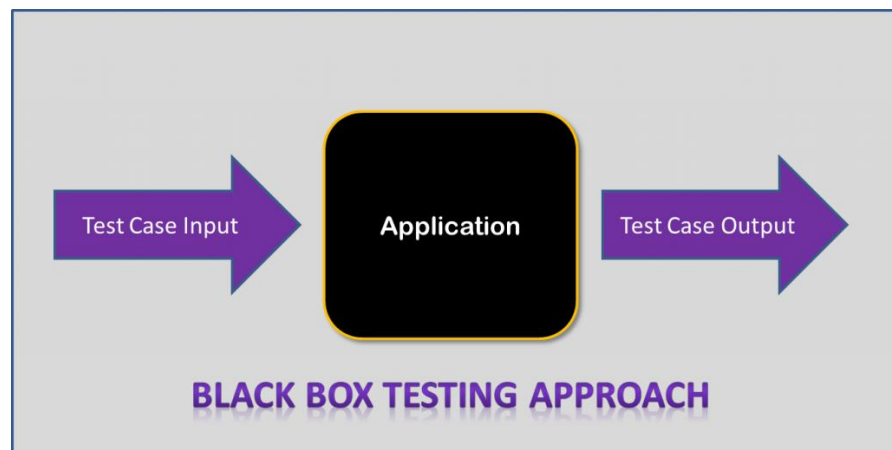 Test Case Input
Application
Test Case Output
BLACK BOX TESTING APPROACH